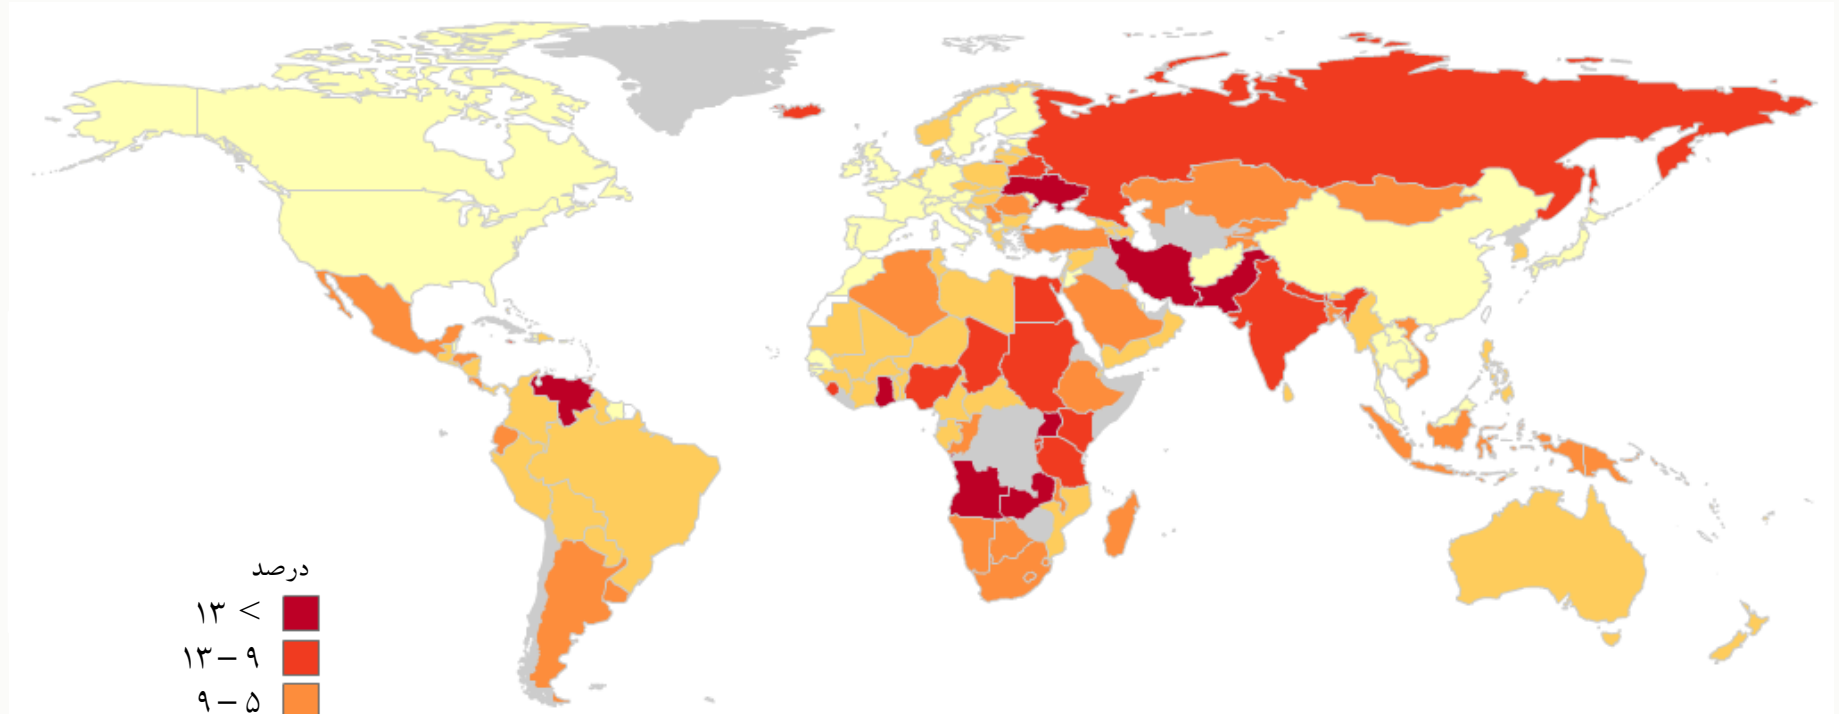 درصد
۱۳ <
۱۳ – ۹
۹ – ۵